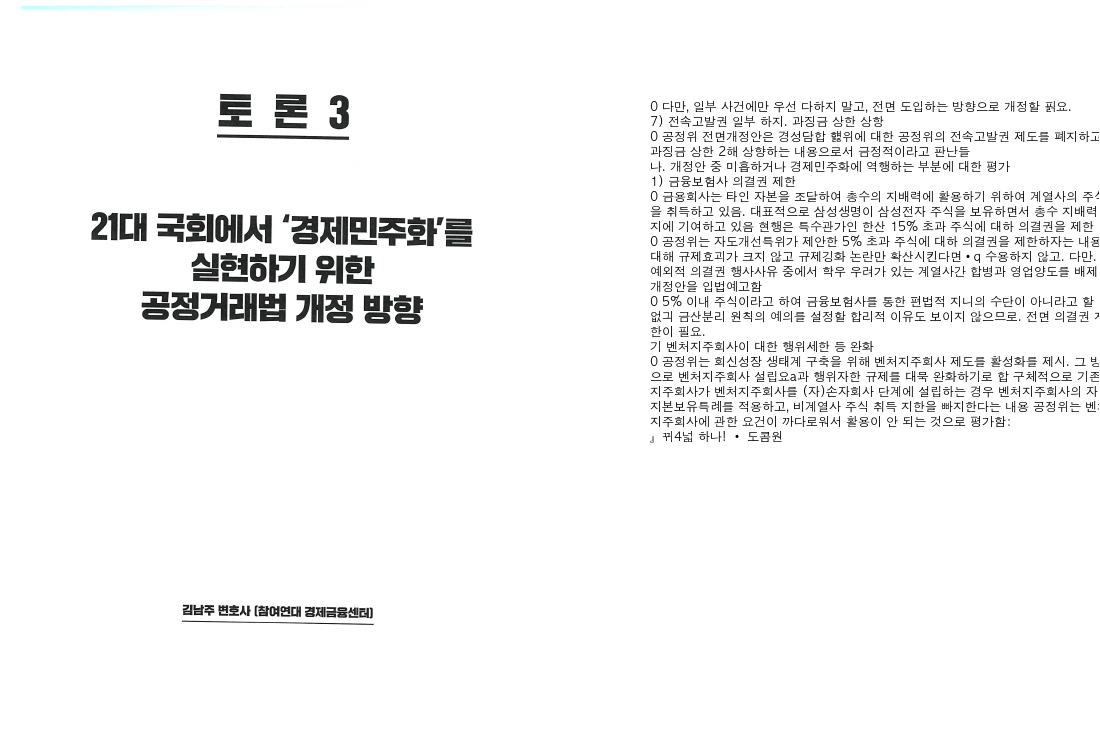 토 론 3
21대 국회에서 ‘경제민주화’를
실현하기 위한
공정거래법 개정 방향
김남주 변호사 (참여연대 경제금융센터)
0 다만, 일부 사건에만 우선 다하지 말고, 전면 도입하는 방향으로 개정할 푁요.
7) 전속고발권 일부 하지. 과징금 상한 상항
0 공정위 전면개정안은 경성담합 햅위에 대한 공정위의 전속고발권 제도를 폐지하고
과징금 상한 2해 상향하는 내용으로서 금정적이라고 판난들
나. 개정안 중 미흡하거나 경제민주화에 역행하는 부분에 대한 평가
1) 금융보험사 의결권 제한
0 금융회사는 타인 자본을 조달하여 총수의 지배력에 활용하기 위하여 계열사의 주식
을 취득하고 있음. 대표적으로 삼성생명이 삼성전자 주식을 보유하면서 총수 지배력
지에 기여하고 있음 현행은 특수관가인 한산 15% 초과 주식에 대하 의결권을 제한
0 공정위는 자도개선특위가 제안한 5% 초과 주식에 대하 의결권을 제한하자는 내용
대해 규제효괴가 크지 않고 규제깅화 논란만 확산시킨다면 • q 수용하지 않고. 다만.
예외적 의결권 행사사유 중에서 학우 우려가 있는 계열사간 합병과 영업양도를 배제
개정안을 입법예고함
0 5% 이내 주식이라고 하여 금융보험사를 통한 편법적 지니의 수단이 아니라고 할
없긔 금산분리 원칙의 예의를 설정할 합리적 이유도 보이지 않으므로. 전면 의결권 제
한이 필요.
기 벤처지주회사이 대한 행위세한 등 완화
0 공정위는 회신성장 생태계 구축을 위해 벤처지주회사 제도를 활성화를 제시. 그 방
으로 벤처지주회사 설립요a과 행위자한 규제를 대묵 완화하기로 합 구체적으로 기존
지주회사가 벤처지주회사를 (자)손자회사 단계에 설립하는 경우 벤처지주회사의 자
지본보유특례를 적용하고, 비계열사 주식 취득 지한을 빠지한다는 내용 공정위는 벤처
지주회사에 관한 요건이 까다로워서 활용이 안 되는 것으로 평가함:
』 뀌4넓 하나! • 도콤원